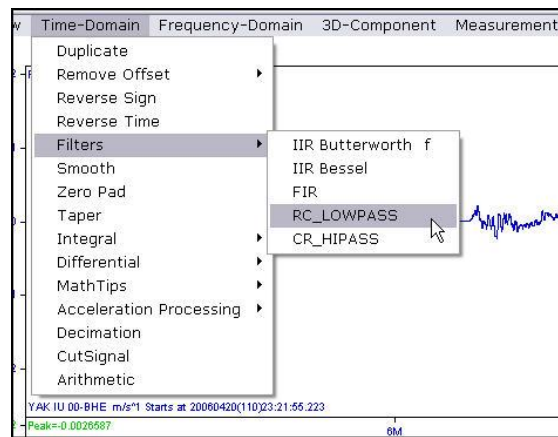 Time-Domain Frequency-Domain 3D-Component Measurement
Duplicate
Remove Offset
Reverse Sign
Reverse Time
Filters
Smooth
Zero Pad
Taper
Integral
Differential
MathTips
Acceleration Processing
Decimation
CutSignal
Arithmetic
IIR Butterworth f
IIR Bessel
FIR
RC_LOWPASS
CR_HIPASS
YAK IU 00-BHE m/s^1 Starts at 20060420(110)23:21:55.223
Peak=-0.0026587
6M